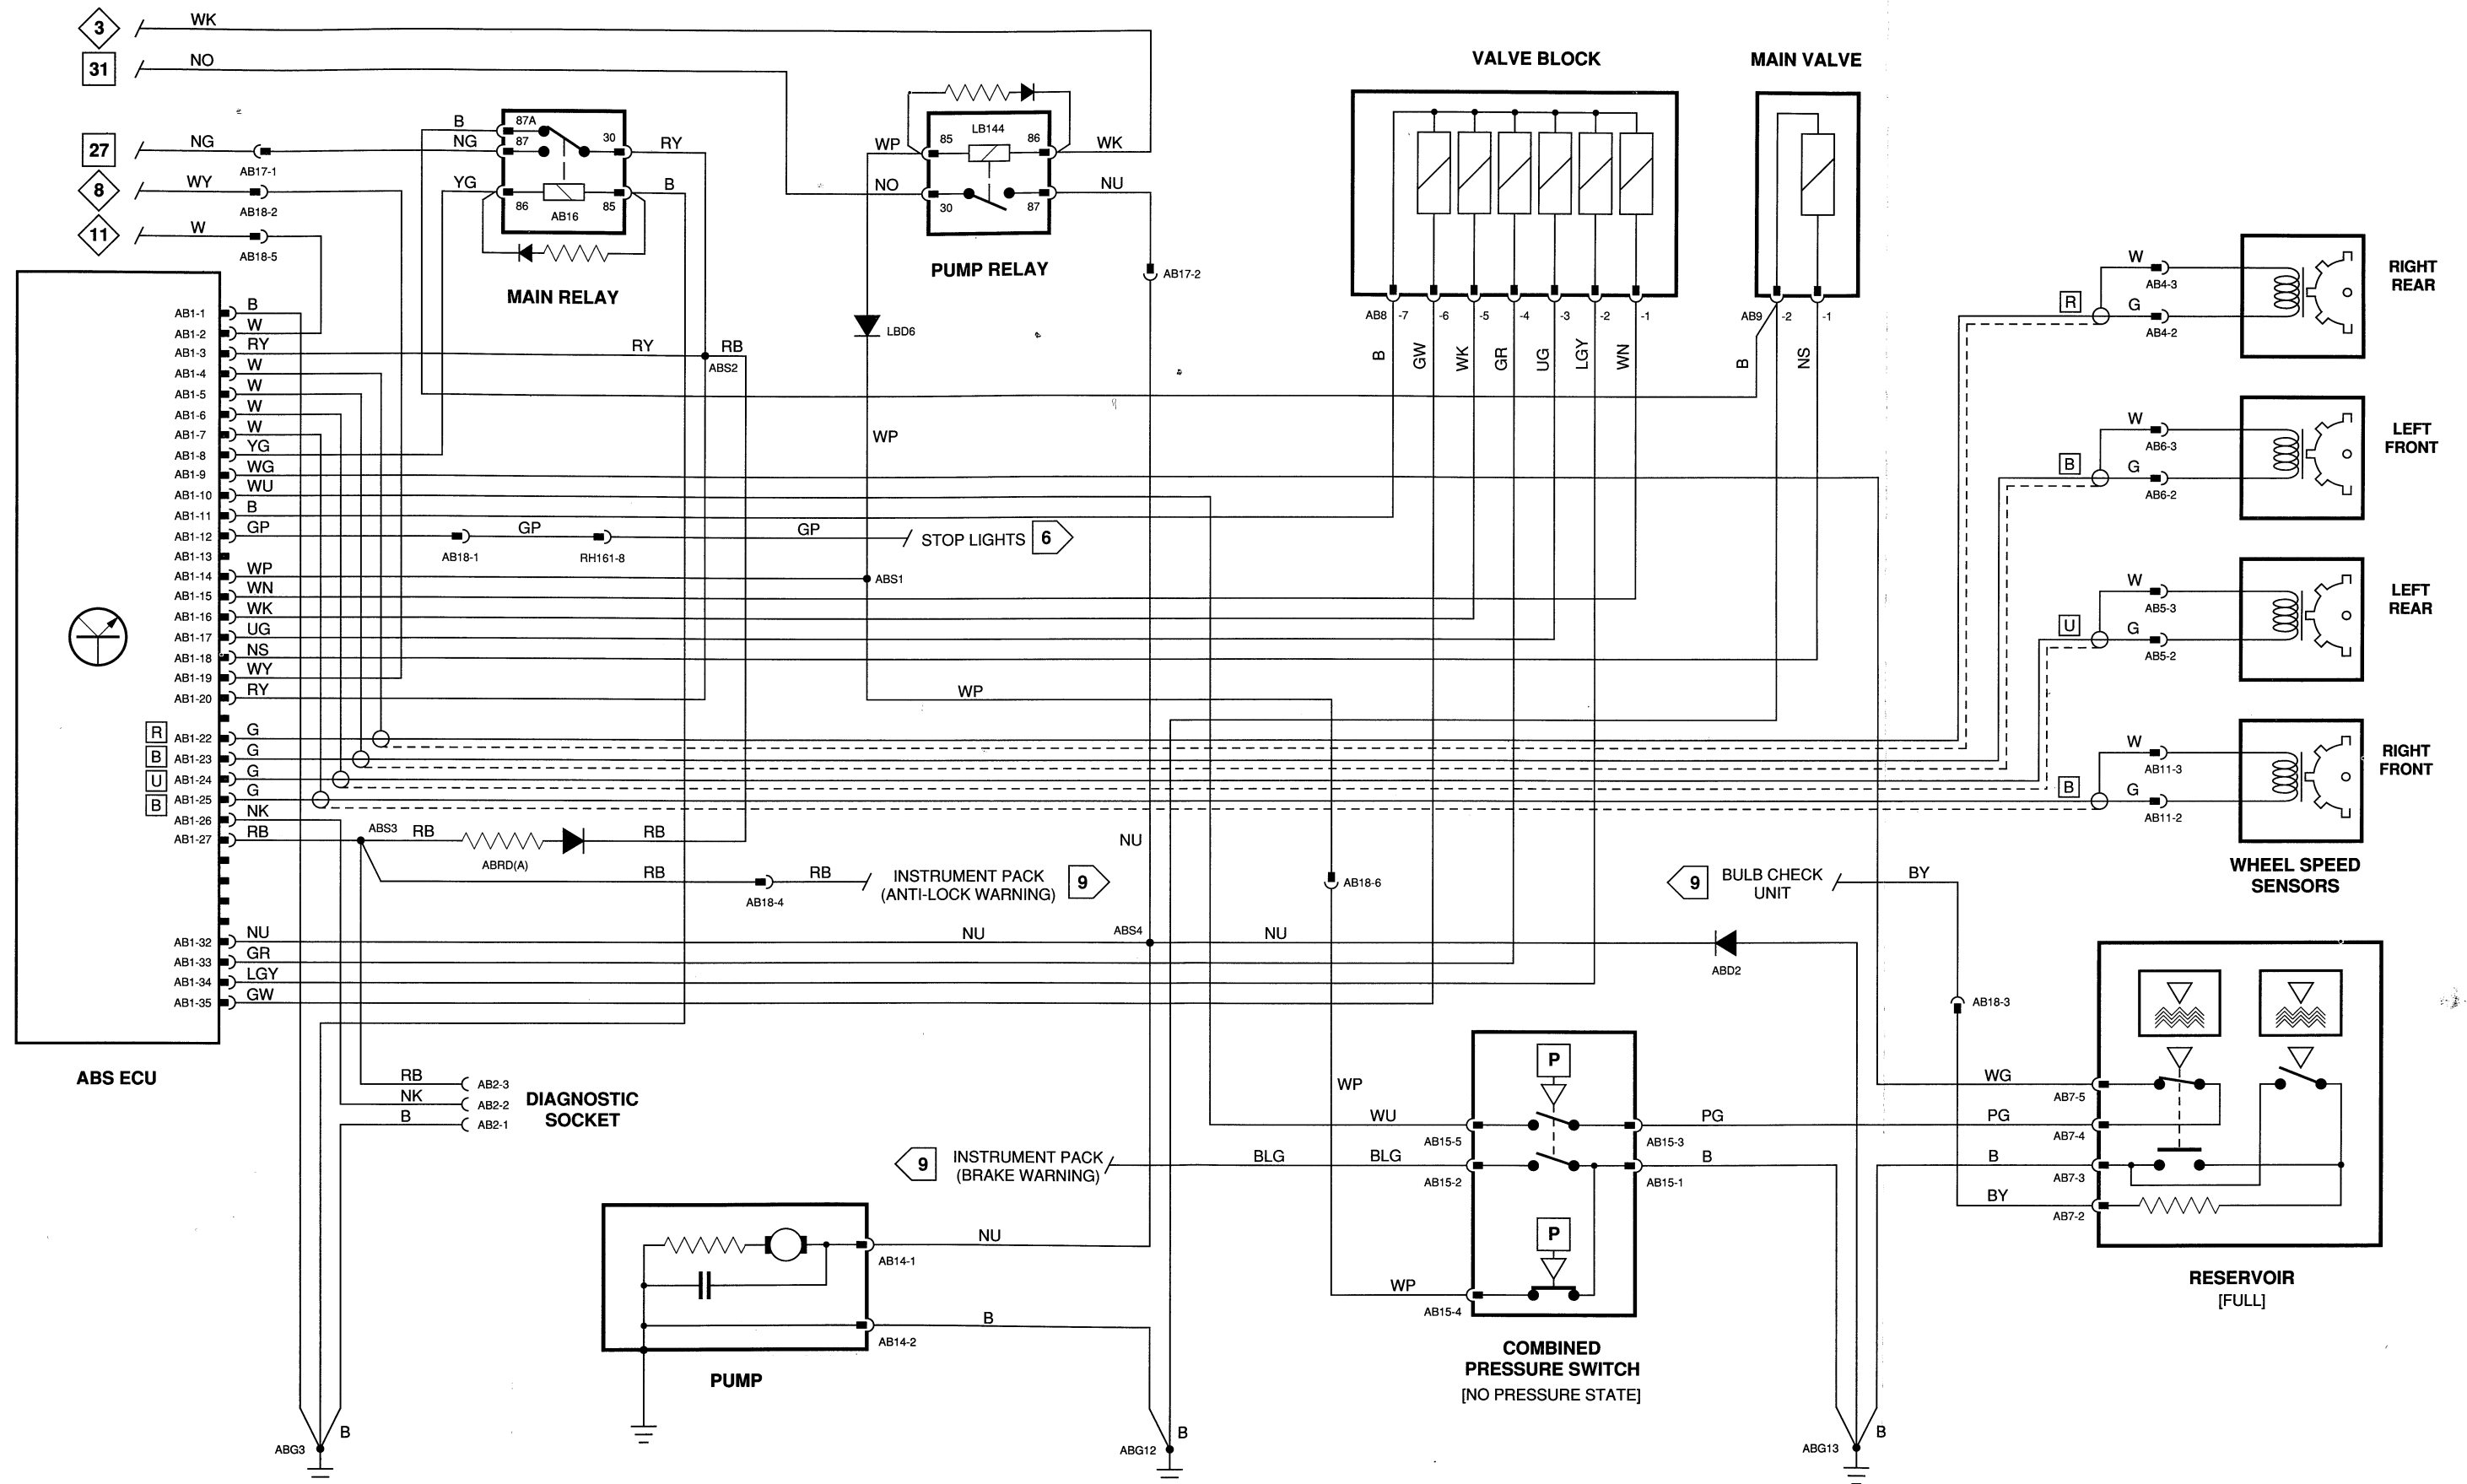 3 WK
31 NO
27 NG AB17-1 NG
8 WY AB18-2
11 W AB18-5
B 87A
87 30 RY
YG 86 AB16 85 B
MAIN RELAY
WP 85 LB144 86 WK
NO 30 87 NU
PUMP RELAY
AB17-2
LBD6
WP
VALVE BLOCK
AB8 -7 -6 -5 -4 -3 -2 -1
B GW WK GR UG LGY WN
MAIN VALVE
AB9 -2 -1
B NS
AB1-1 B
AB1-2 W
AB1-3 RY RY RB
ABS2
AB1-4 W
AB1-5 W
AB1-6 W
AB1-7 W
AB1-8 YG
AB1-9 WG
AB1-10 WU
AB1-11 B
AB1-12 GP AB18-1 GP RH161-8 GP STOP LIGHTS 6
AB1-13
AB1-14 WP ABS1
AB1-15 WN
AB1-16 WK
AB1-17 UG
AB1-18 NS
AB1-19 WY
AB1-20 RY
WP
R AB1-22 G
B AB1-23 G
U AB1-24 G
B AB1-25 G
AB1-26 NK
AB1-27 RB ABS3 RB ABRD(A) RB
RB AB18-4 RB INSTRUMENT PACK
(ANTI-LOCK WARNING) 9
NU
AB18-6
AB1-32 NU NU ABS4 NU ABD2
AB1-33 GR
AB1-34 LGY
AB1-35 GW
ABS ECU
RB AB2-3
NK AB2-2
B AB2-1
DIAGNOSTIC
SOCKET
R W AB4-3
G AB4-2
RIGHT
REAR
B W AB6-3
G AB6-2
LEFT
FRONT
U W AB5-3
G AB5-2
LEFT
REAR
B W AB11-3
G AB11-2
RIGHT
FRONT
WHEEL SPEED
SENSORS
9 BULB CHECK
UNIT BY
AB18-3
WP
WU AB15-5 P AB15-3 PG
9 INSTRUMENT PACK
(BRAKE WARNING) BLG BLG AB15-2 AB15-1 B
WP AB15-4 P
COMBINED
PRESSURE SWITCH
[NO PRESSURE STATE]
WG AB7-5
PG AB7-4
B AB7-3
BY AB7-2
RESERVOIR
[FULL]
NU AB14-1
B AB14-2
PUMP
ABG3 B
ABG12 B
ABG13 B